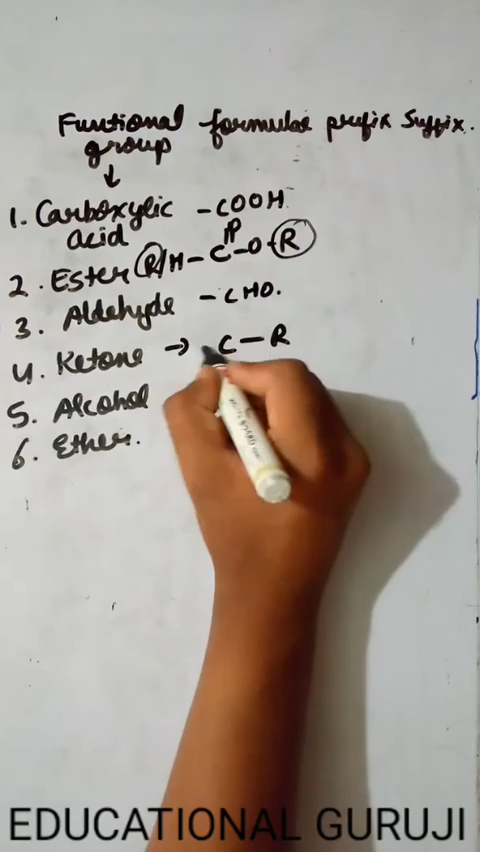 Functional formulae prefix Suffix.
group
1. Carboxylic - COOH
acid
2. Ester R/H - C - O - R
3. Aldehyde - CHO.
4. Ketone → C - R
5. Alcohol
6. Ether.
EDUCATIONAL GURUJI